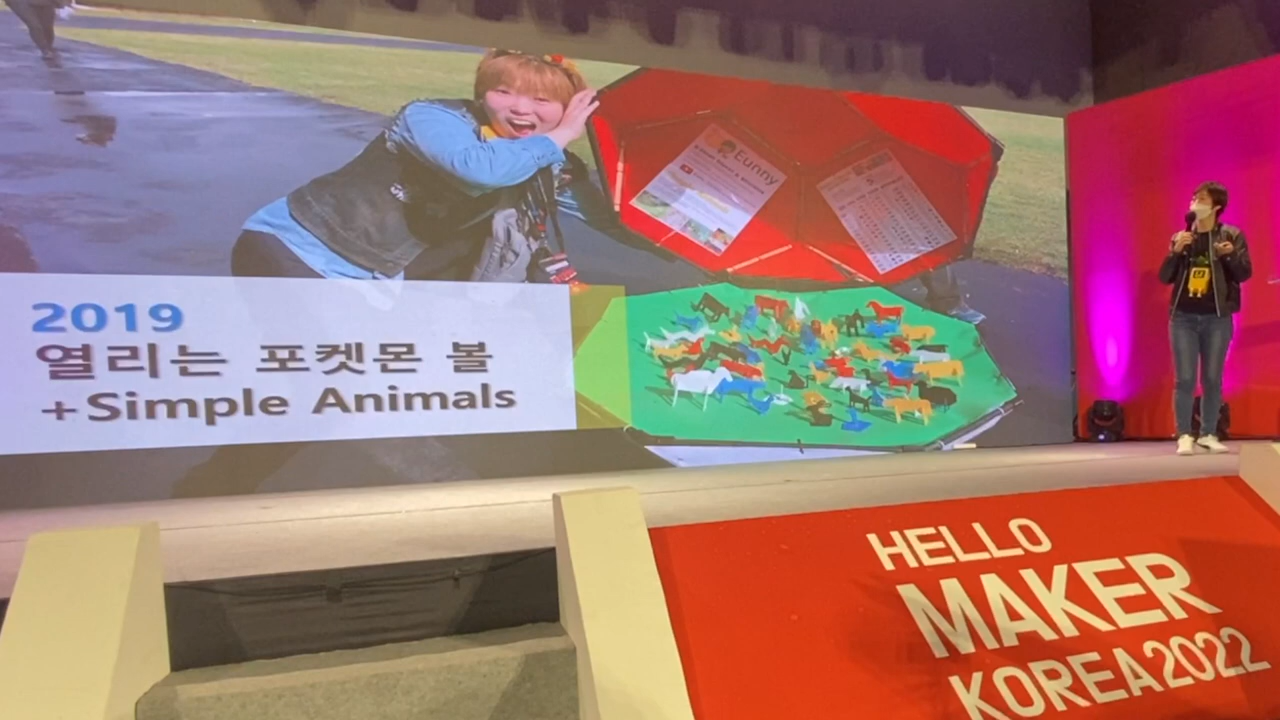 2019
열리는 포켓몬 볼
+Simple Animals
Eunny
HELLO
MAKER
KOREA2022